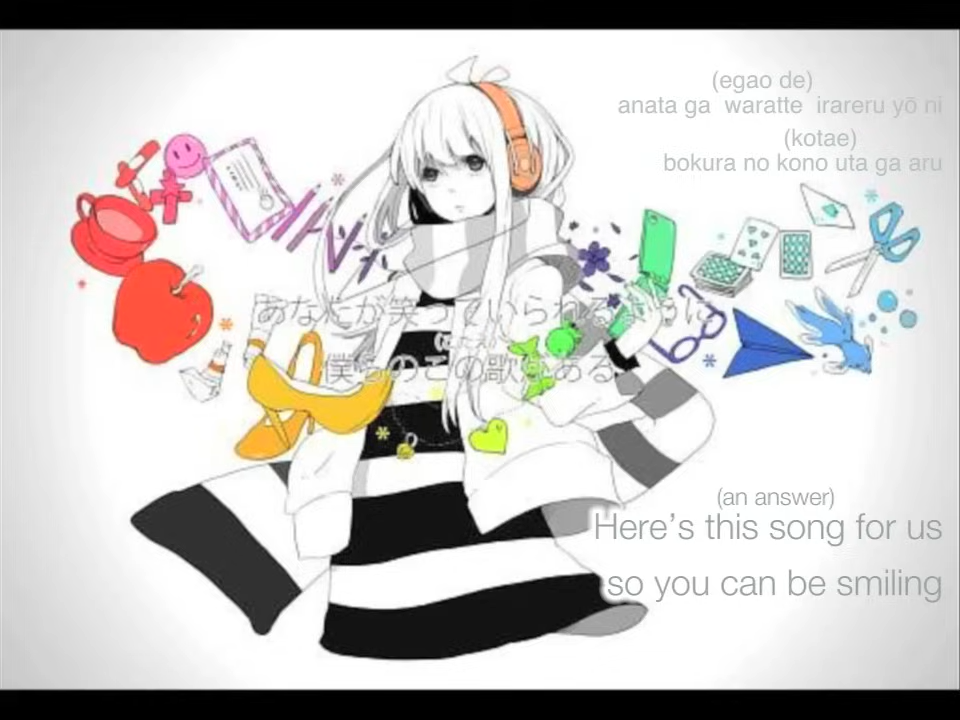 (egao de)
anata ga waratte irareru yō ni
(kotae)
bokura no kono uta ga aru
あなたが笑っていられるように
僕らのこの歌がある
(an answer)
Here's this song for us
so you can be smiling